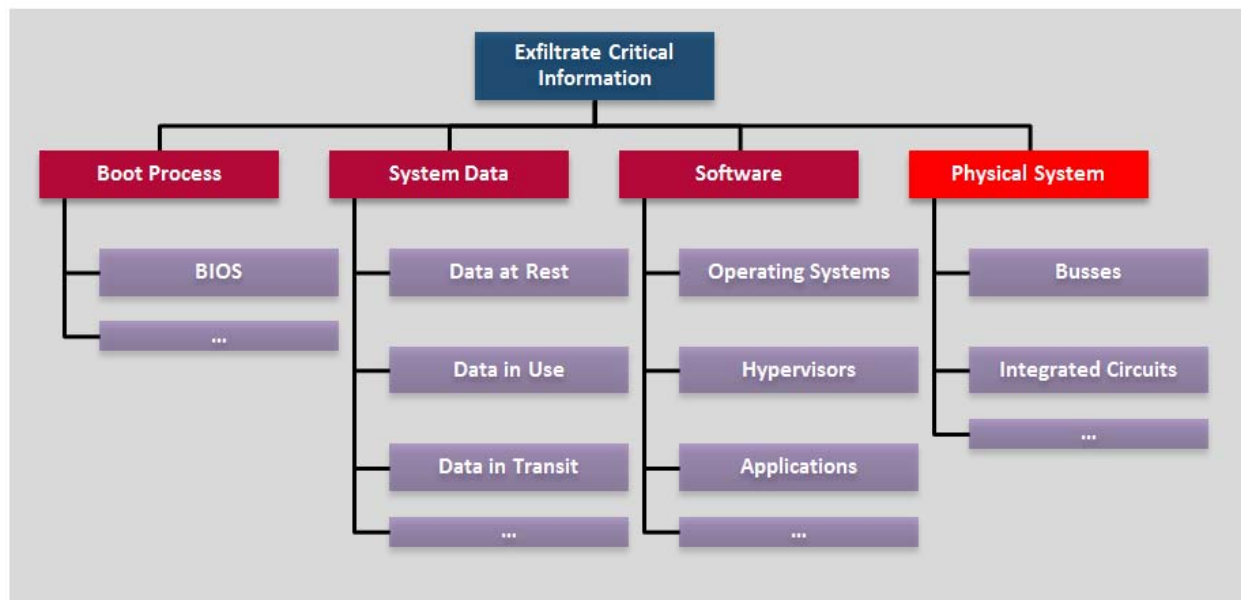 Exfiltrate Critical
Information
Boot Process
System Data
Software
Physical System
BIOS
Data at Rest
Operating Systems
Busses
...
Data in Use
Hypervisors
Integrated Circuits
...
Data in Transit
Applications
...
...